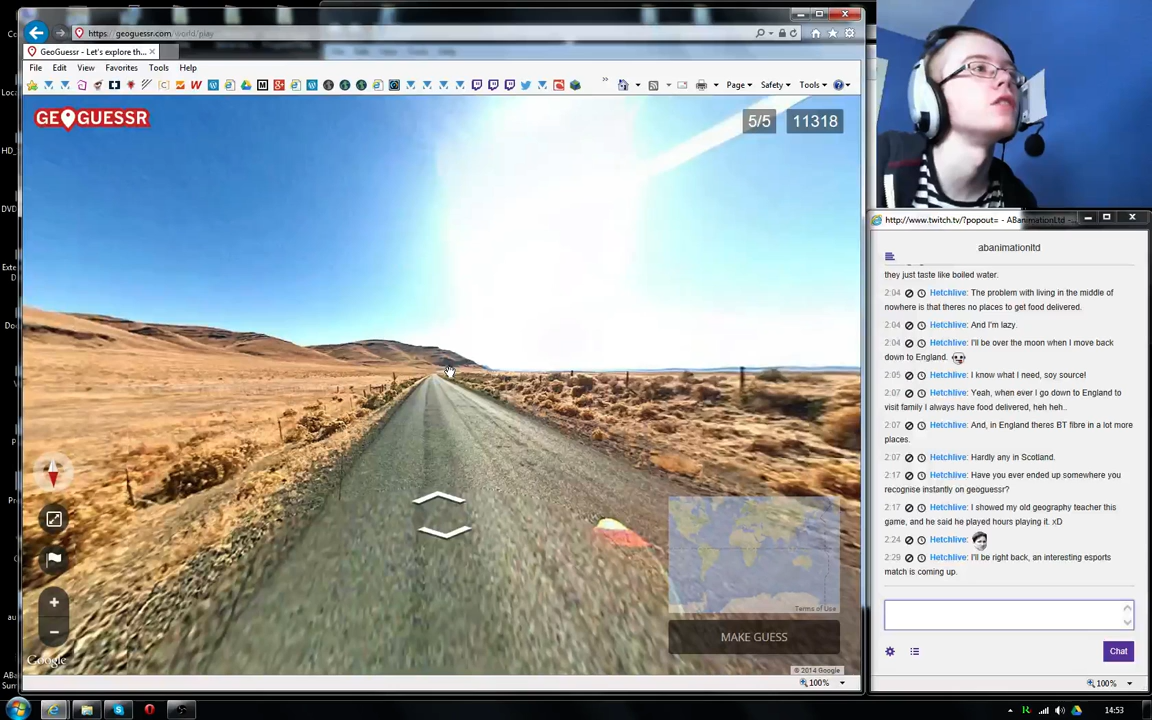 https://geoguessr.com/world/play
GeoGuessr - Let's explore th...
File Edit View Favorites Tools Help
Page Safety Tools
GEOGUESSR
5/5 11318
Terms of Use
MAKE GUESS
Google
© 2014 Google
100%
http://www.twitch.tv/?popout= - ABanimationLtd - ...
abanimationltd
they just taste like boiled water.
2:04 Hetchlive: The problem with living in the middle of
nowhere is that theres no places to get food delivered.
2:04 Hetchlive: And I'm lazy.
2:04 Hetchlive: I'll be over the moon when I move back
down to England.
2:05 Hetchlive: I know what I need, soy source!
2:07 Hetchlive: Yeah, when ever I go down to England to
visit family I always have food delivered, heh heh..
2:07 Hetchlive: And, in England theres BT fibre in a lot more
places.
2:07 Hetchlive: Hardly any in Scotland.
2:17 Hetchlive: Have you ever ended up somewhere you
recognise instantly on geoguessr?
2:17 Hetchlive: I showed my old geography teacher this
game, and he said he played hours playing it. xD
2:24 Hetchlive:
2:29 Hetchlive: I'll be right back, an interesting esports
match is coming up.
Chat
100%
14:53